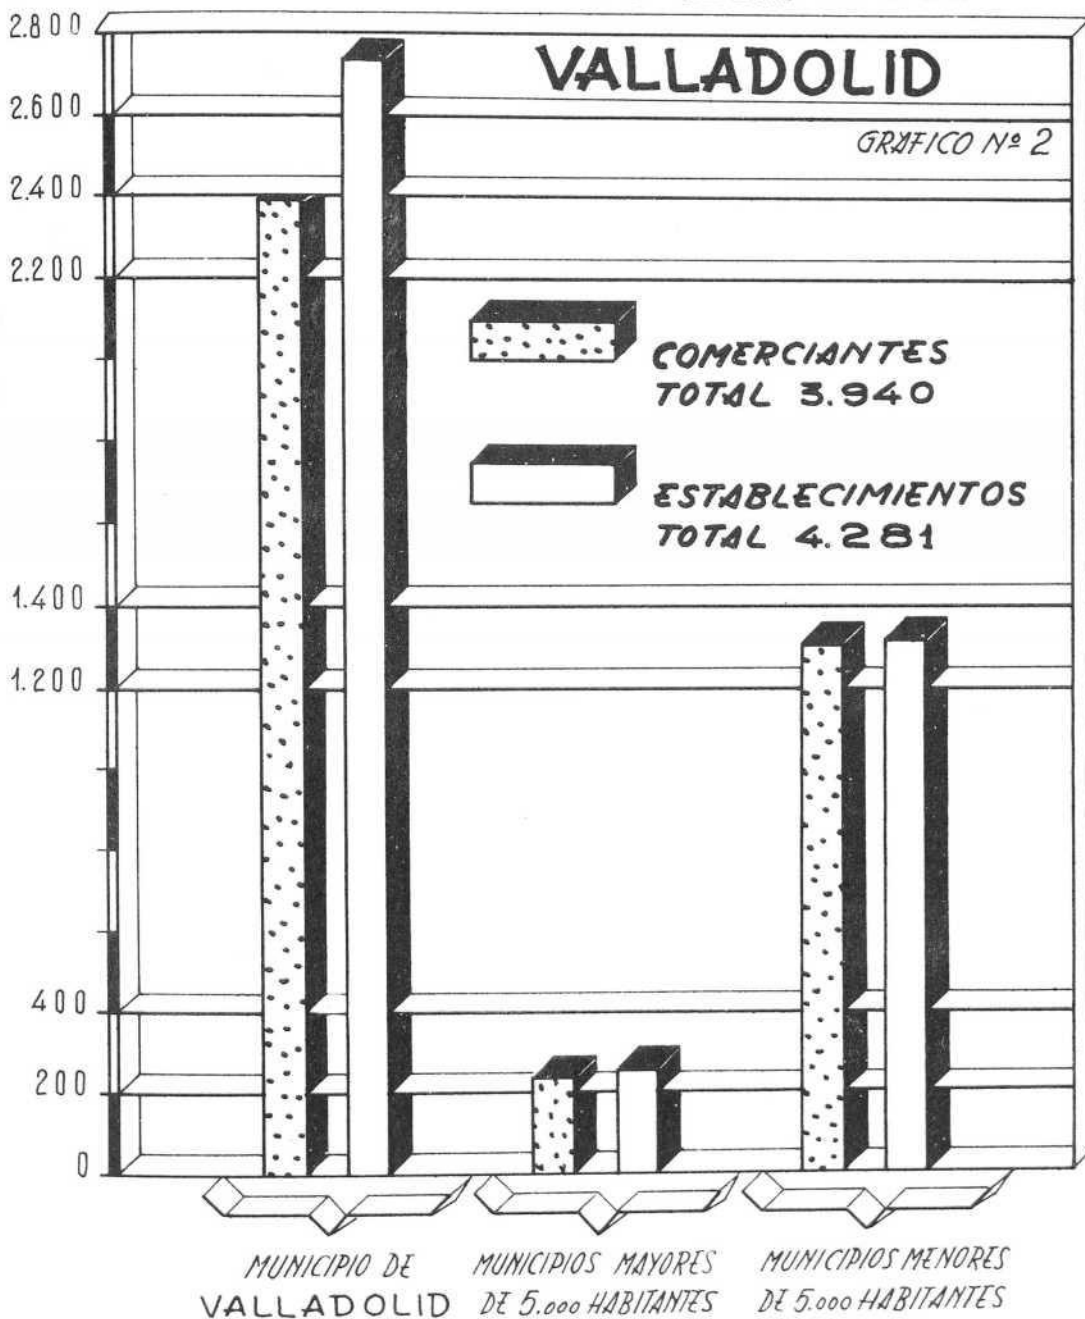 VALLADOLID
GRAFICO Nº 2
2.800
2.600
2.400
2.200
1.400
1.200
400
200
0
COMERCIANTES
TOTAL 3.940
ESTABLECIMIENTOS
TOTAL 4.281
MUNICIPIO DE
VALLADOLID
MUNICIPIOS MAYORES
DE 5.000 HABITANTES
MUNICIPIOS MENORES
DE 5.000 HABITANTES